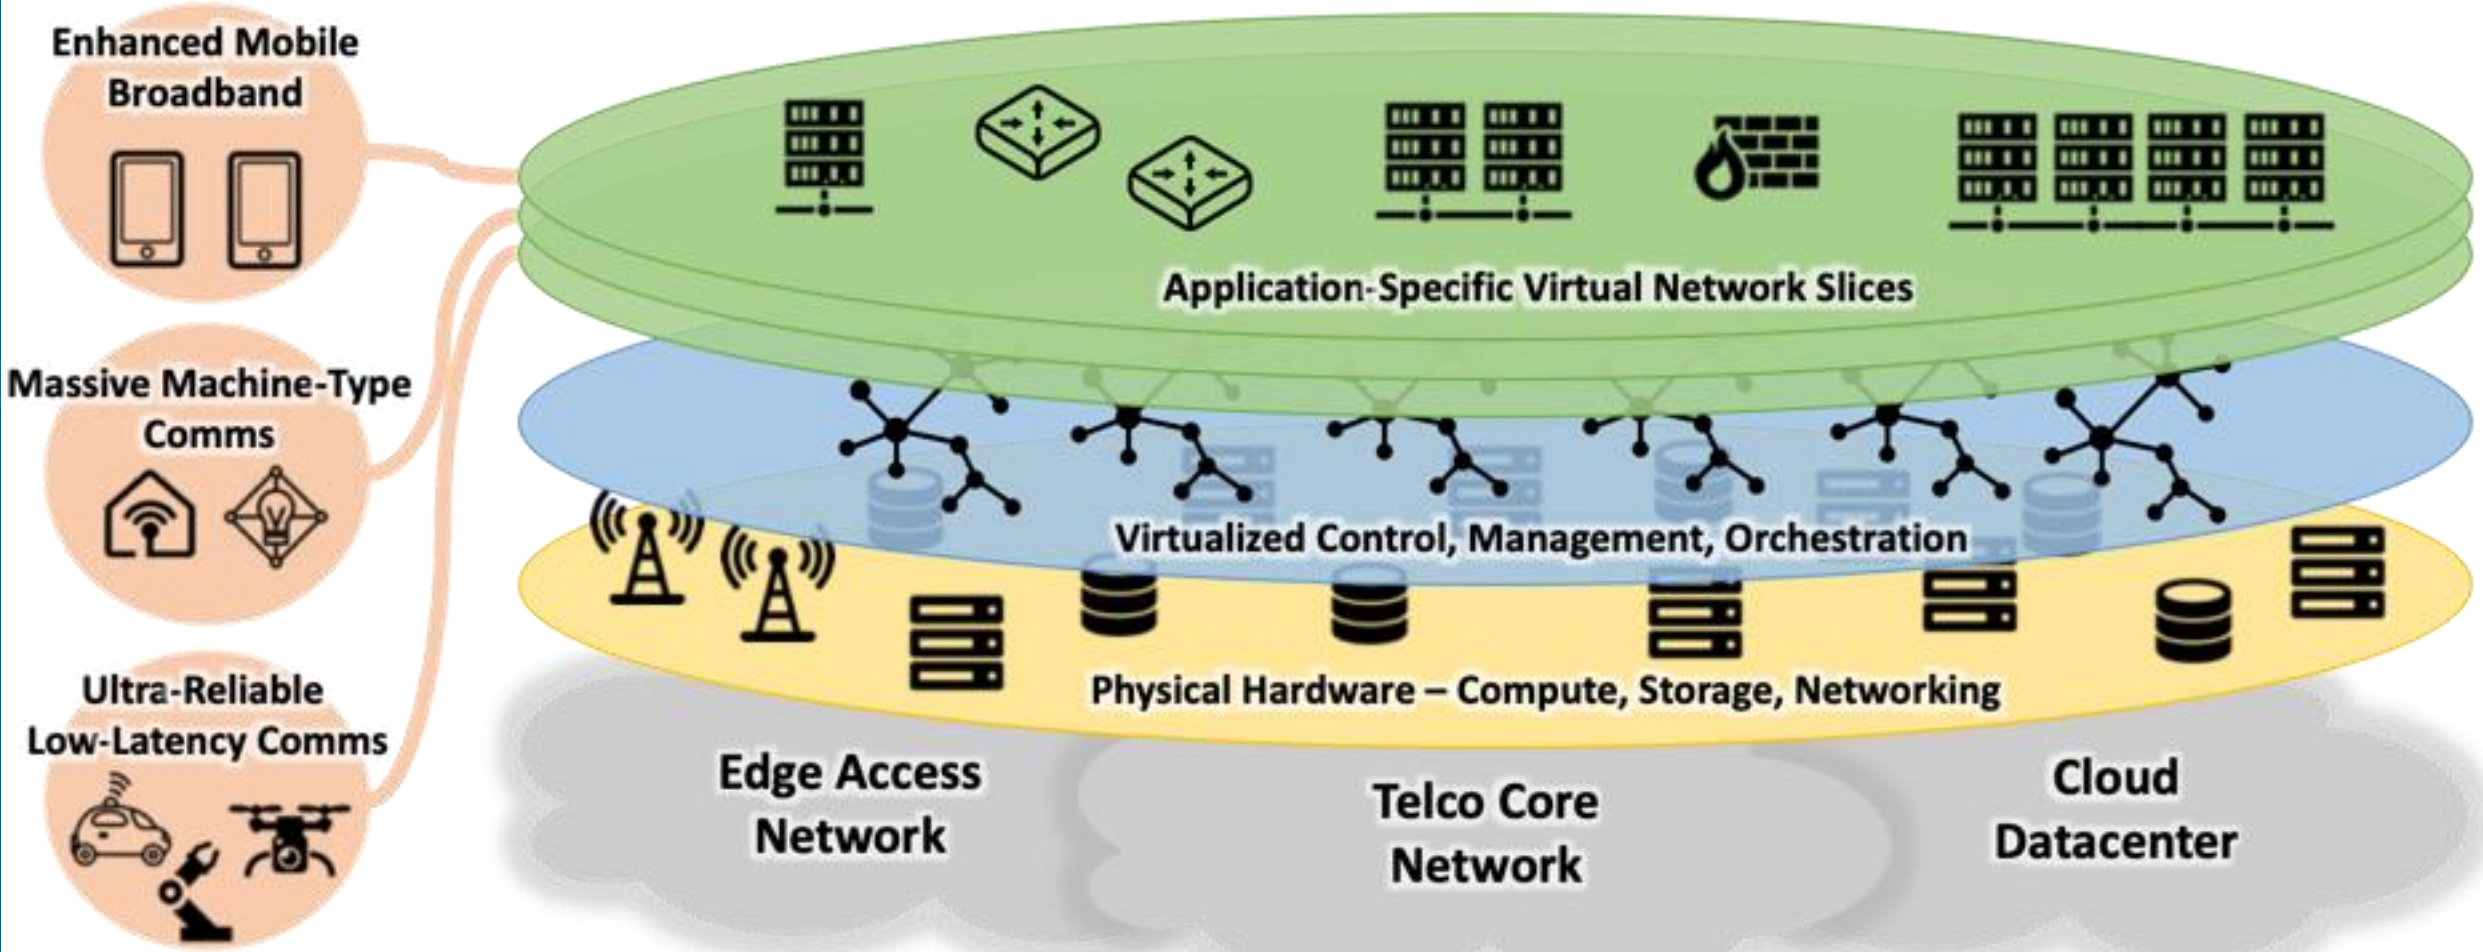 Enhanced Mobile
Broadband
Massive Machine-Type
Comms
Ultra-Reliable
Low-Latency Comms
Application-Specific Virtual Network Slices
Virtualized Control, Management, Orchestration
Physical Hardware – Compute, Storage, Networking
Edge Access
Network
Telco Core
Network
Cloud
Datacenter